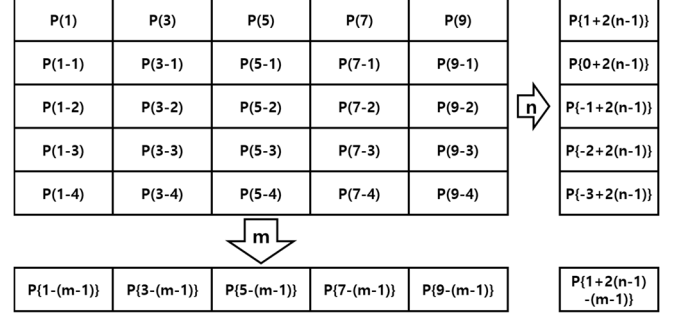 P(1) P(3) P(5) P(7) P(9) P{1+2(n-1)}
P(1-1) P(3-1) P(5-1) P(7-1) P(9-1) P{0+2(n-1)}
P(1-2) P(3-2) P(5-2) P(7-2) P(9-2) n P{-1+2(n-1)}
P(1-3) P(3-3) P(5-3) P(7-3) P(9-3) P{-2+2(n-1)}
P(1-4) P(3-4) P(5-4) P(7-4) P(9-4) P{-3+2(n-1)}
m
P{1-(m-1)} P{3-(m-1)} P{5-(m-1)} P{7-(m-1)} P{9-(m-1)} P{1+2(n-1)
-(m-1)}